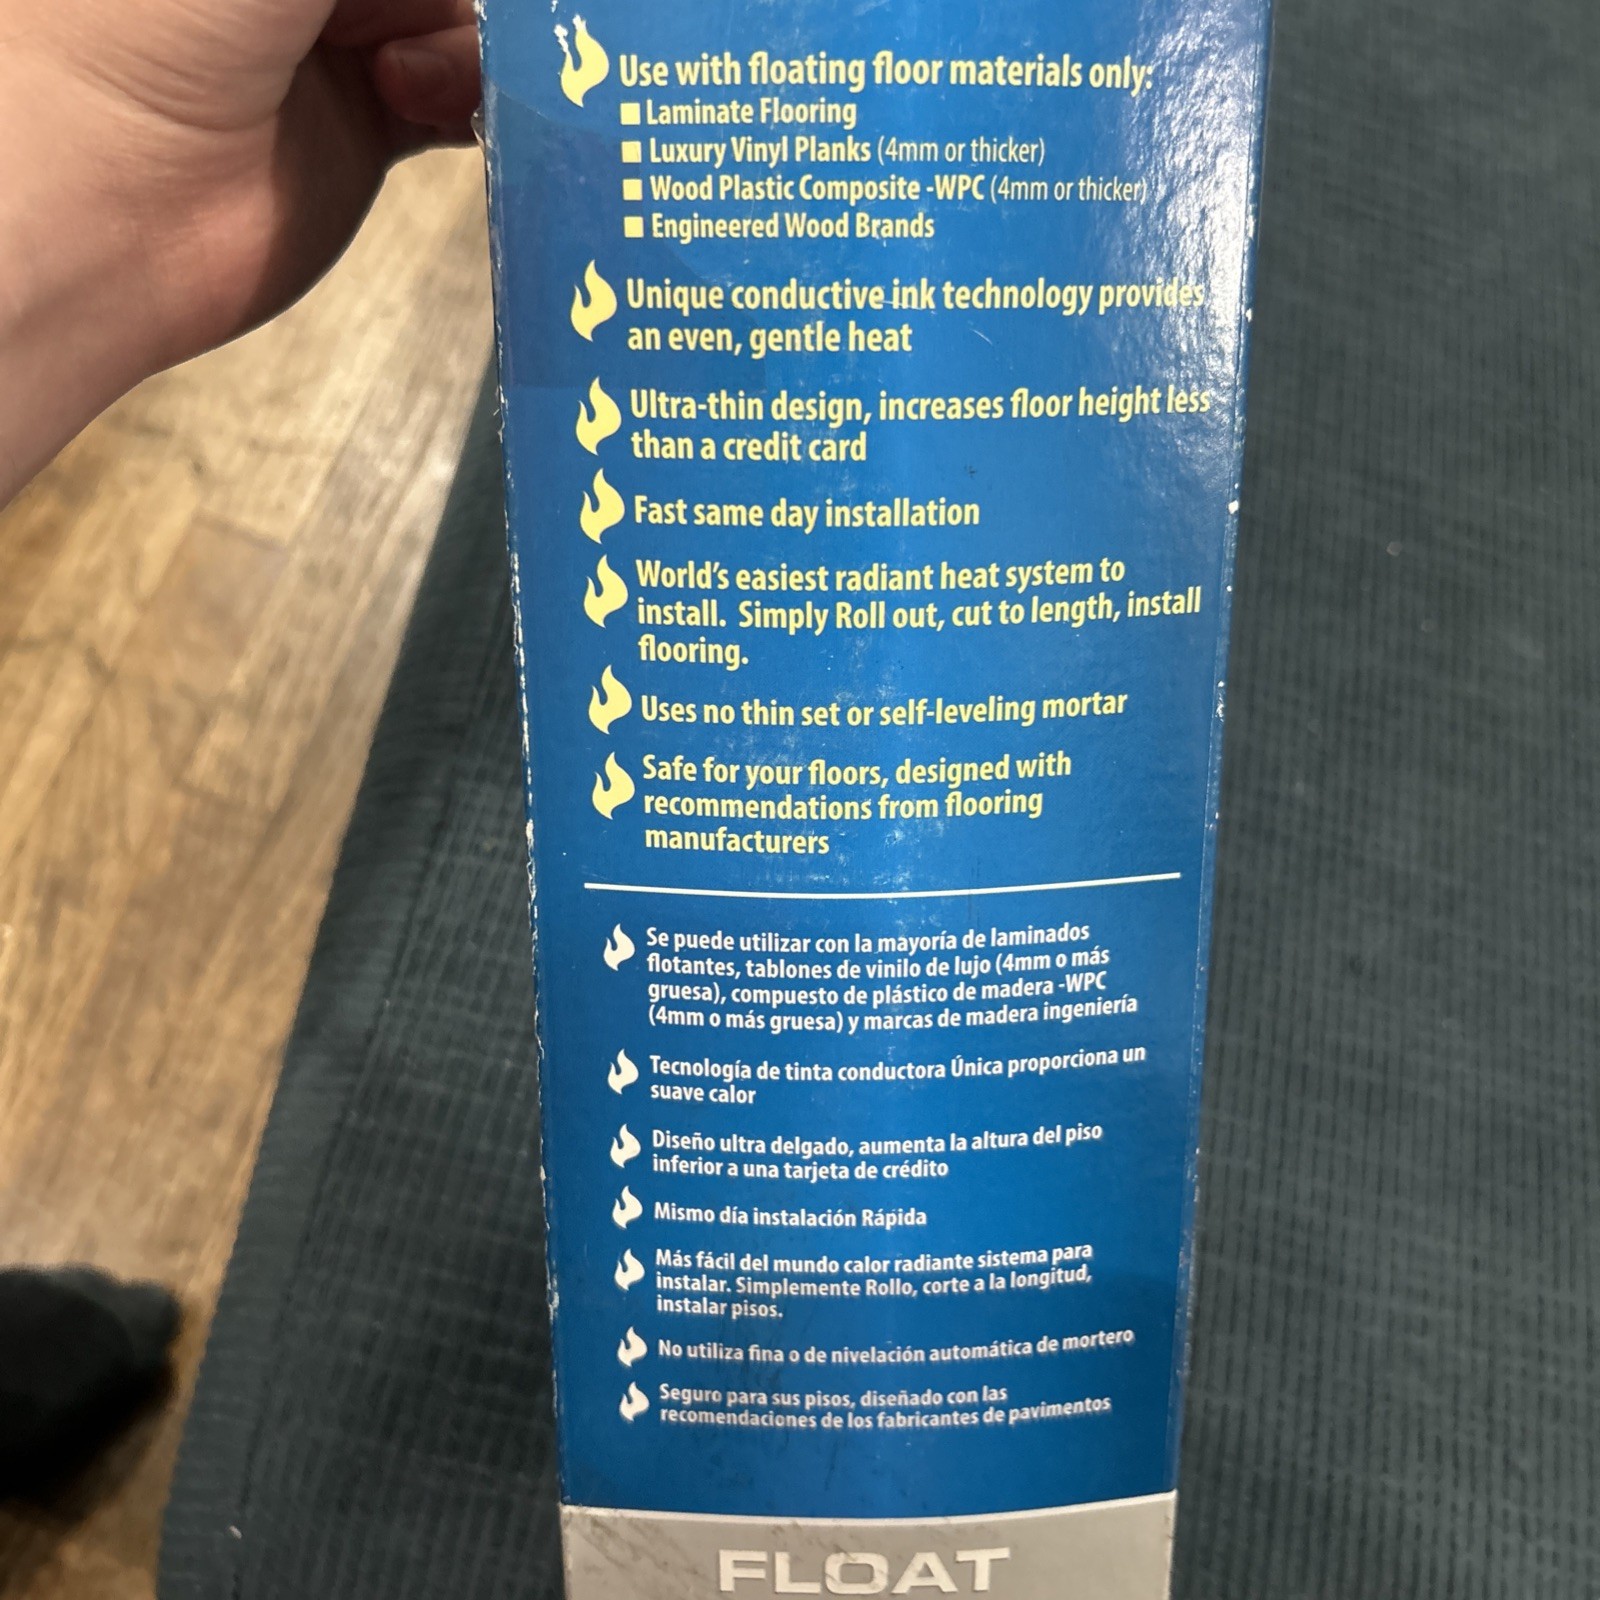 Use with floating floor materials only:
Laminate Flooring
Luxury Vinyl Planks (4mm or thicker)
Wood Plastic Composite -WPC (4mm or thicker)
Engineered Wood Brands
Unique conductive ink technology provides
an even, gentle heat
Ultra-thin design, increases floor height less
than a credit card
Fast same day installation
World's easiest radiant heat system to
install. Simply Roll out, cut to length, install
flooring.
Uses no thin set or self-leveling mortar
Safe for your floors, designed with
recommendations from flooring
manufacturers
Se puede utilizar con la mayoría de laminados
flotantes, tablones de vinilo de lujo (4mm o más
gruesa), compuesto de plástico de madera -WPC
(4mm o más gruesa) y marcas de madera ingeniería
Tecnología de tinta conductora Única proporciona un
suave calor
Diseño ultra delgado, aumenta la altura del piso
inferior a una tarjeta de crédito
Mismo día instalación Rápida
Más fácil del mundo calor radiante sistema para
instalar. Simplemente Rollo, corte a la longitud,
instalar pisos.
No utiliza fina o de nivelación automática de mortero
Seguro para sus pisos, diseñado con las
recomendaciones de los fabricantes de pavimentos
FLOAT